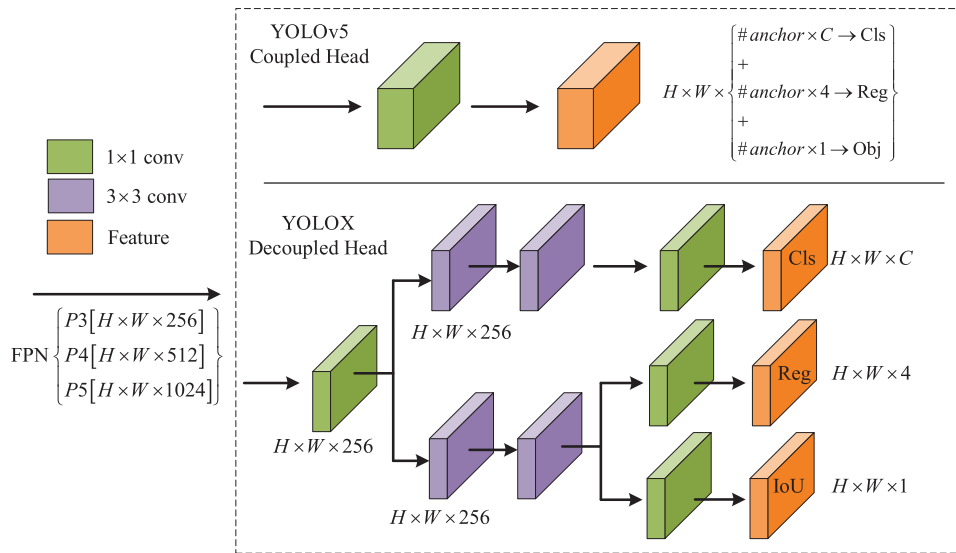 YOLOv5
Coupled Head
H×W×
#anchor×C→Cls
+
#anchor×4→Reg
+
#anchor×1→Obj
1×1 conv
3×3 conv
Feature
YOLOX
Decoupled Head
FPN
P3[H×W×256]
P4[H×W×512]
P5[H×W×1024]
H×W×256
H×W×256
H×W×256
Cls
H×W×C
Reg
H×W×4
IoU
H×W×1